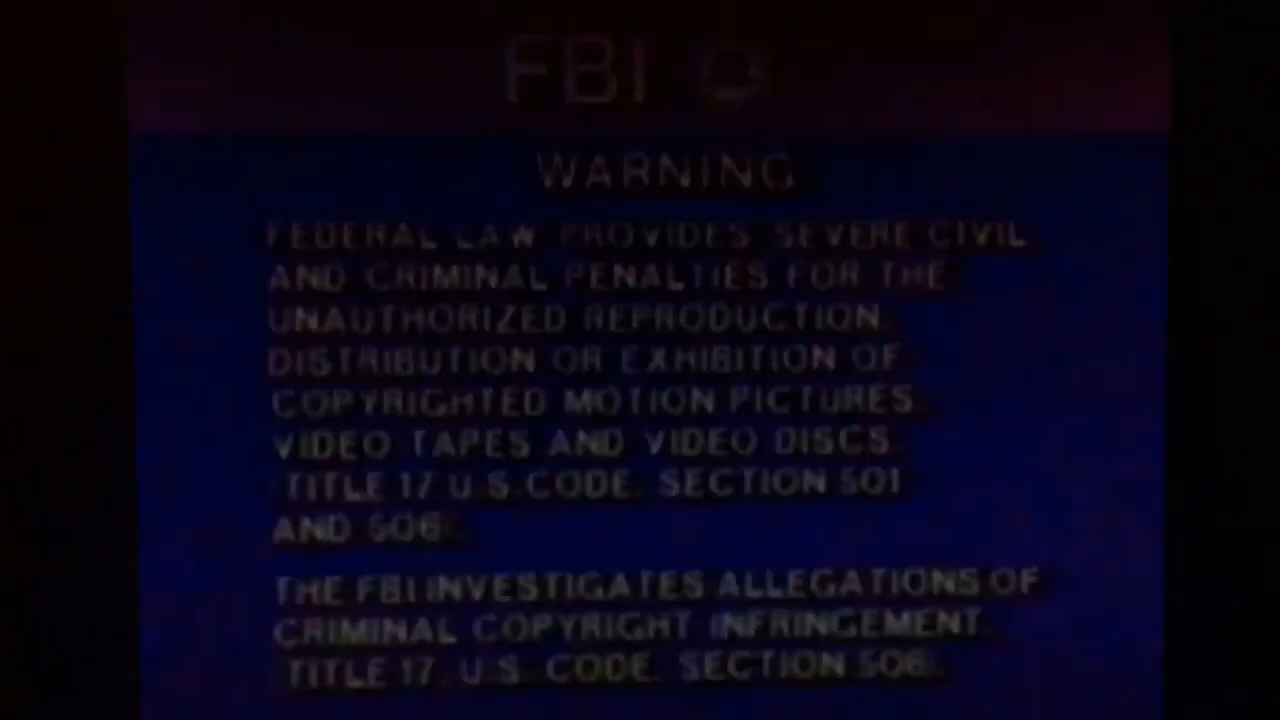 FBI
WARNING
FEDERAL LAW PROVIDES SEVERE CIVIL
AND CRIMINAL PENALTIES FOR THE
UNAUTHORIZED REPRODUCTION,
DISTRIBUTION OR EXHIBITION OF
COPYRIGHTED MOTION PICTURES,
VIDEO TAPES AND VIDEO DISCS.
TITLE 17 U.S. CODE, SECTION 501
AND 506.
THE FBI INVESTIGATES ALLEGATIONS OF
CRIMINAL COPYRIGHT INFRINGEMENT.
TITLE 17, U.S. CODE, SECTION 506.